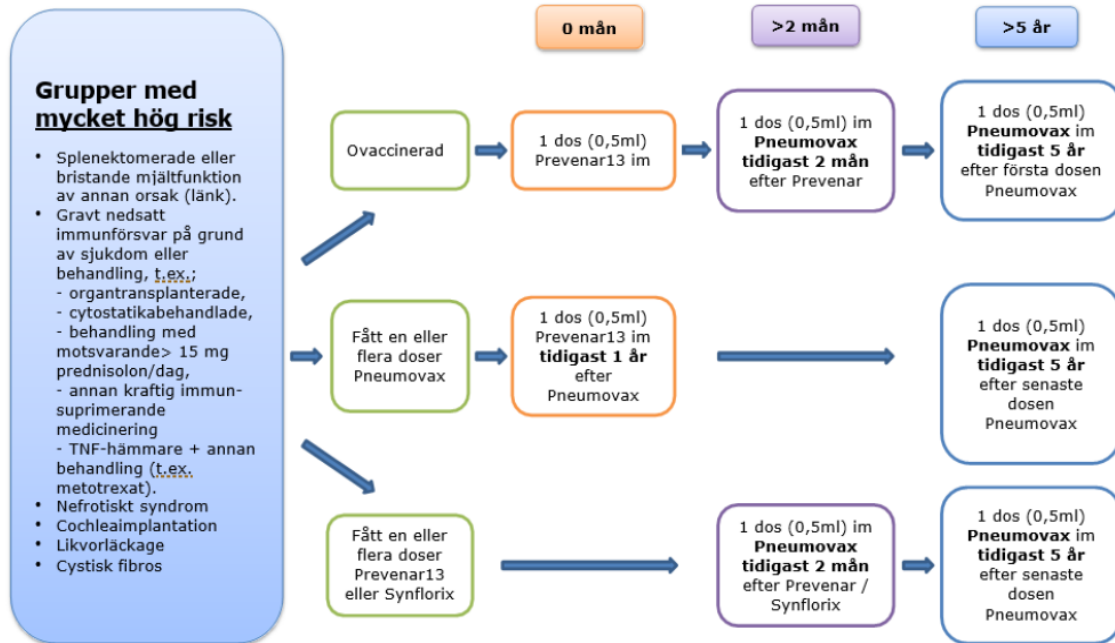 0 mån
>2 mån
>5 år
Grupper med
mycket hög risk
• Splenektomerade eller
bristande mjältfunktion
av annan orsak (länk).
• Gravt nedsatt
immunförsvar på grund
av sjukdom eller
behandling, t.ex.;
- organtransplanterade,
- cytostatikabehandlade,
- behandling med
motsvarande> 15 mg
prednisolon/dag,
- annan kraftig immun-
suprimerande
medicinering
- TNF-hämmare + annan
behandling (t.ex.
metotrexat).
• Nefrotiskt syndrom
• Cochleaimplantation
• Likvorläckage
• Cystisk fibros
Ovaccinerad
1 dos (0,5ml)
Prevenar13 im
1 dos (0,5ml) im
Pneumovax
tidigast 2 mån
efter Prevenar
1 dos (0,5ml)
Pneumovax im
tidigast 5 år
efter första dosen
Pneumovax
Fått en eller
flera doser
Pneumovax
1 dos (0,5ml)
Prevenar13 im
tidigast 1 år
efter
Pneumovax
1 dos (0,5ml)
Pneumovax im
tidigast 5 år
efter senaste
dosen
Pneumovax
Fått en eller
flera doser
Prevenar13
eller Synflorix
1 dos (0,5ml) im
Pneumovax
tidigast 2 mån
efter Prevenar /
Synflorix
1 dos (0,5ml)
Pneumovax im
tidigast 5 år
efter senaste
dosen
Pneumovax